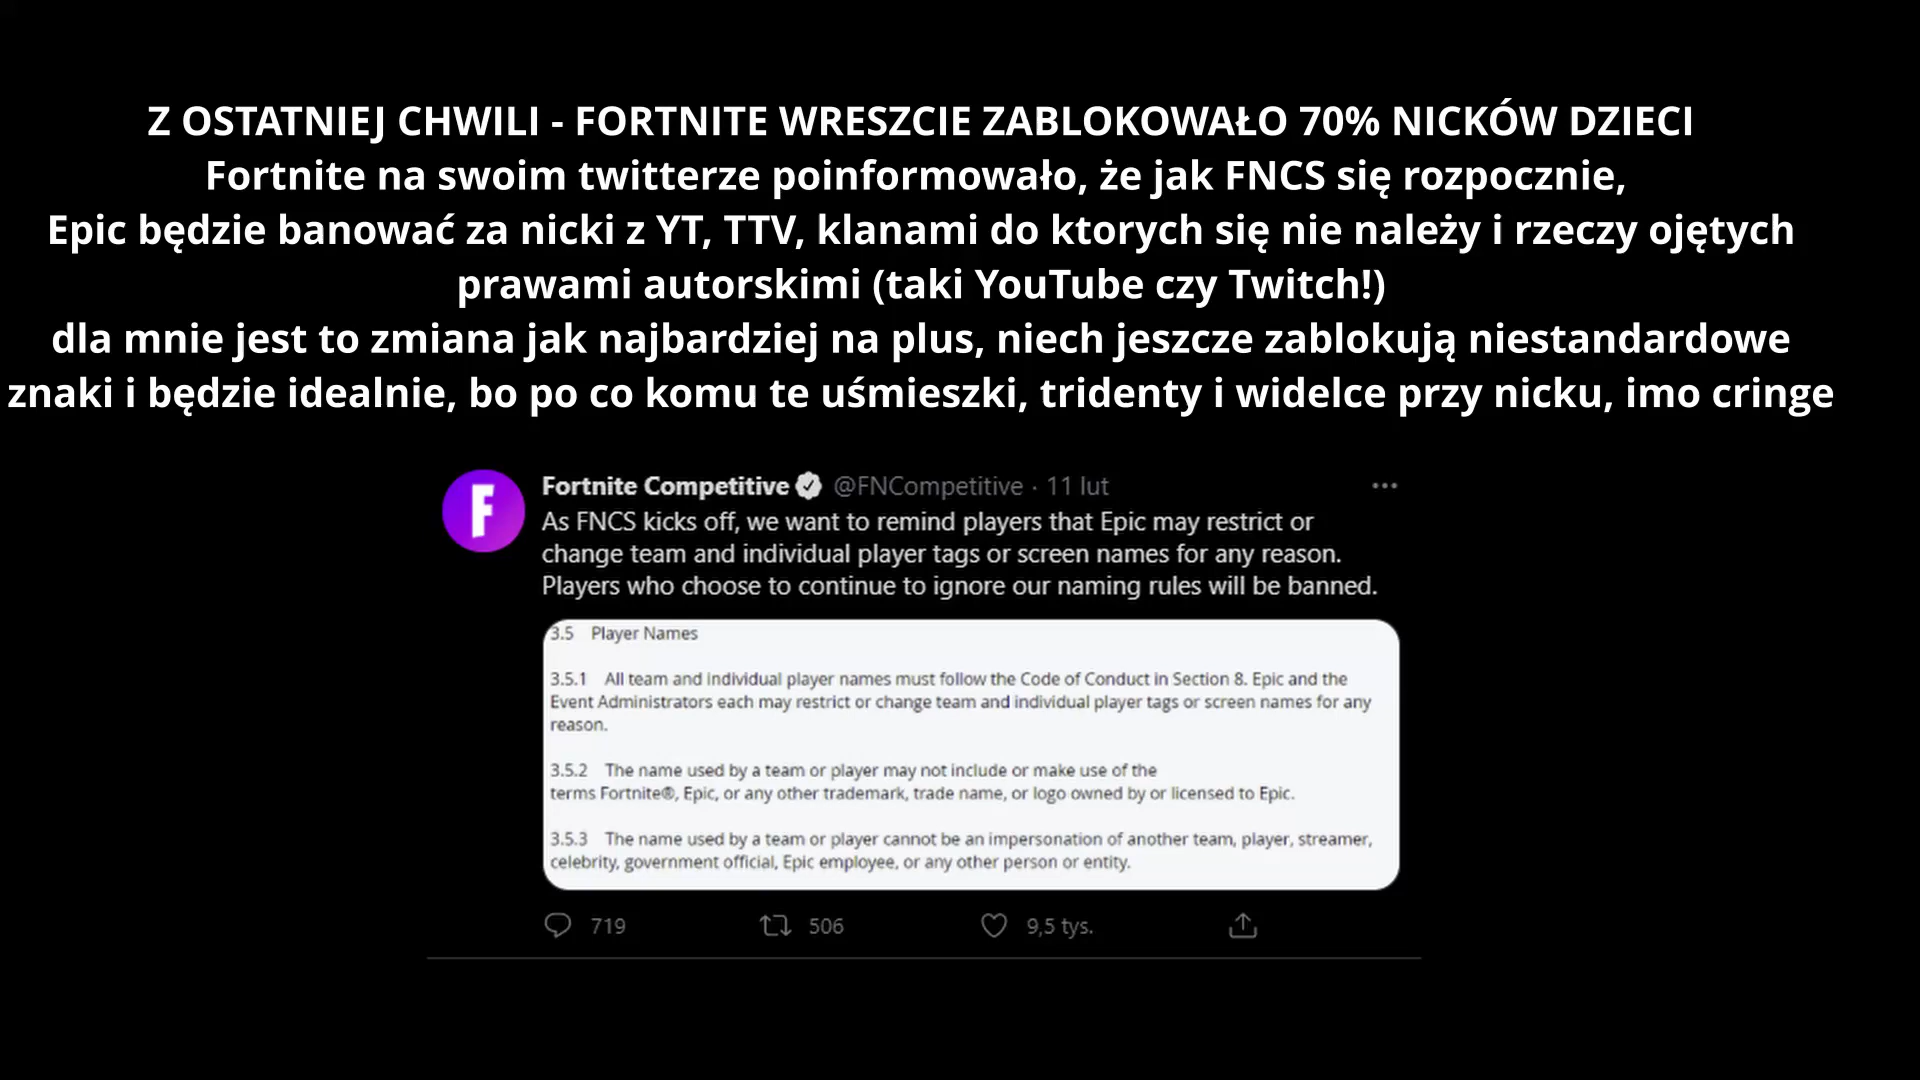 Z OSTATNIEJ CHWILI - FORTNITE WRESZCIE ZABLOKOWAŁO 70% NICKÓW DZIECI
Fortnite na swoim twitterze poinformowało, że jak FNCS się rozpocznie,
Epic będzie banować za nicki z YT, TTV, klanami do ktorych się nie należy i rzeczy ojętych
prawami autorskimi (taki YouTube czy Twitch!)
dla mnie jest to zmiana jak najbardziej na plus, niech jeszcze zablokują niestandardowe
znaki i będzie idealnie, bo po co komu te uśmieszki, tridenty i widelce przy nicku, imo cringe
Fortnite Competitive @FNCompetitive · 11 lut
As FNCS kicks off, we want to remind players that Epic may restrict or
change team and individual player tags or screen names for any reason.
Players who choose to continue to ignore our naming rules will be banned.
3.5 Player Names
3.5.1 All team and individual player names must follow the Code of Conduct in Section 8. Epic and the
Event Administrators each may restrict or change team and individual player tags or screen names for any
reason.
3.5.2 The name used by a team or player may not include or make use of the
terms Fortnite®, Epic, or any other trademark, trade name, or logo owned by or licensed to Epic.
3.5.3 The name used by a team or player cannot be an impersonation of another team, player, streamer,
celebrity, government official, Epic employee, or any other person or entity.
719 506 9,5 tys.